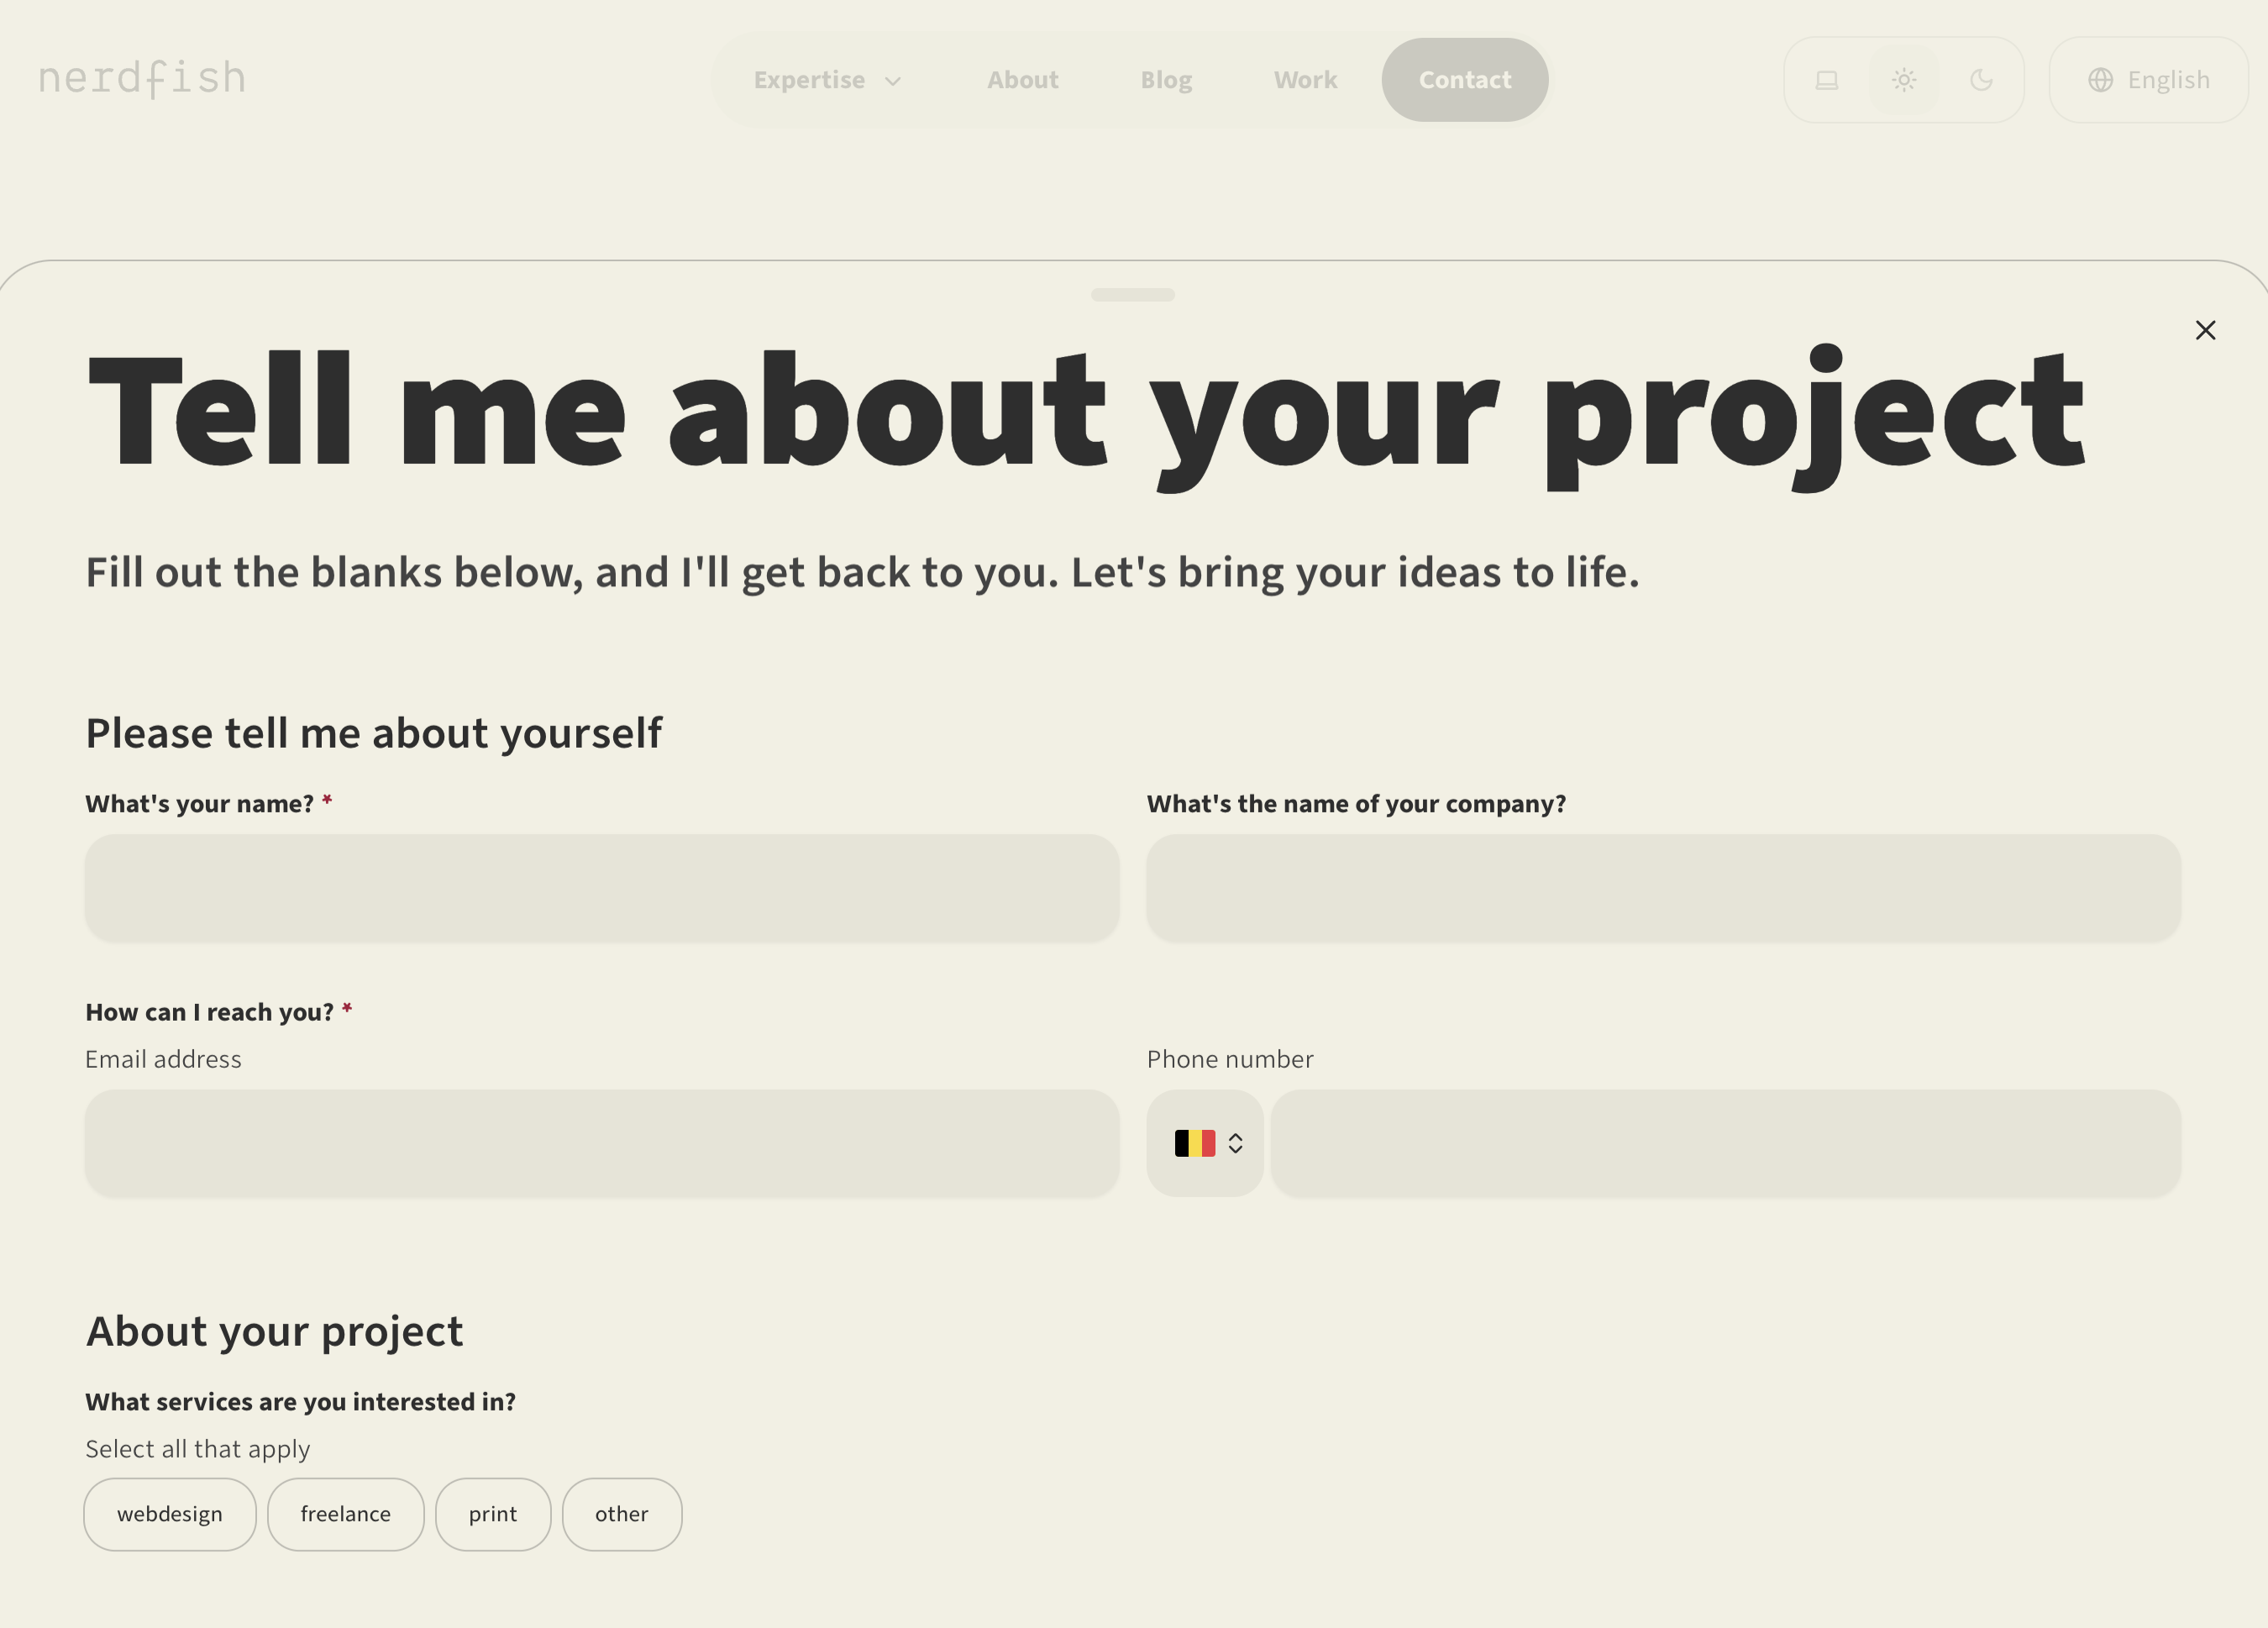 nerdfish
Expertise About Blog Work Contact English
Tell me about your project
Fill out the blanks below, and I'll get back to you. Let's bring your ideas to life.
Please tell me about yourself
What's your name? *
What's the name of your company?
How can I reach you? *
Email address
Phone number
About your project
What services are you interested in?
Select all that apply
webdesign freelance print other